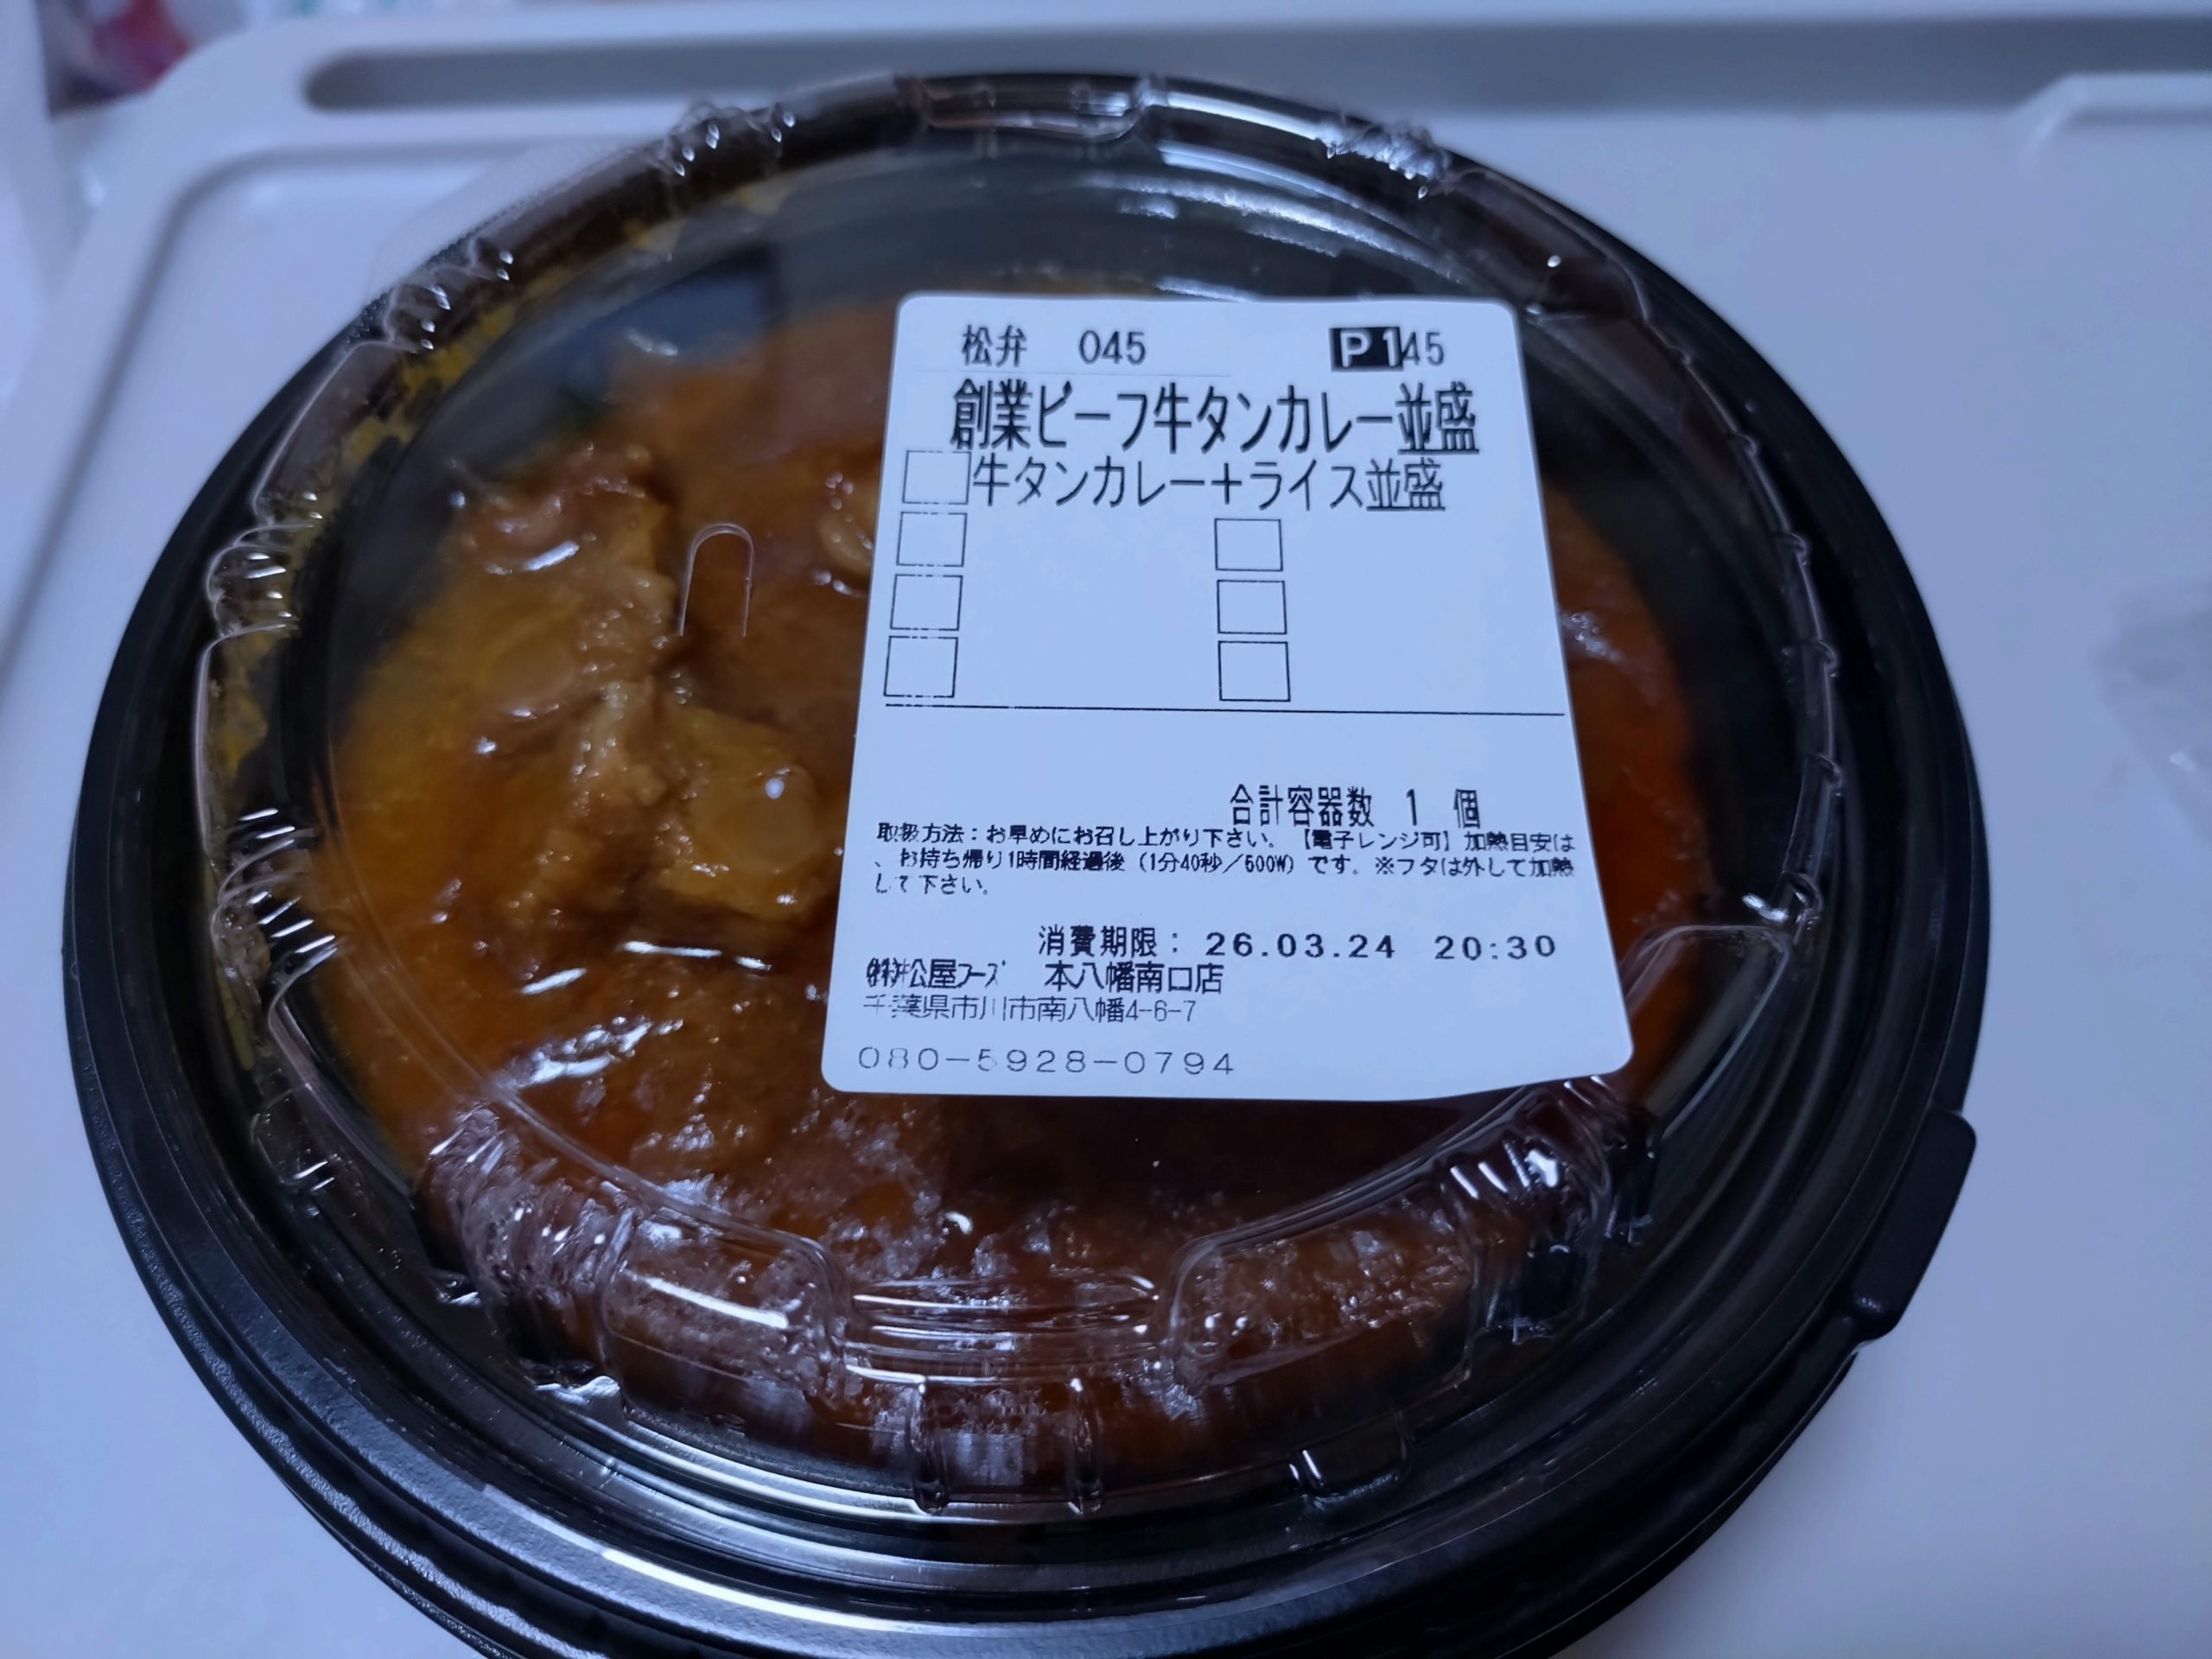 松弁 045 P145
創業ビーフ牛タンカレー並盛
牛タンカレー+ライス並盛
合計容器数 1 個
取扱方法:お早めにお召し上がり下さい。【電子レンジ可】加熱目安は
、お持ち帰り1時間経過後(1分40秒/500W)です。※フタは外して加熱
して下さい。
消費期限: 26.03.24 20:30
㈱松屋フーズ 本八幡南口店
千葉県市川市南八幡4-6-7
080-5928-0794